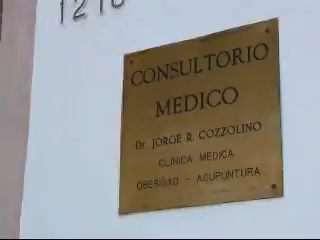 CONSULTORIO
MEDICO
Dr. JORGE R. COZZOLINO
CLINICA MEDICA
OBESIDAD - ACUPUNTURA